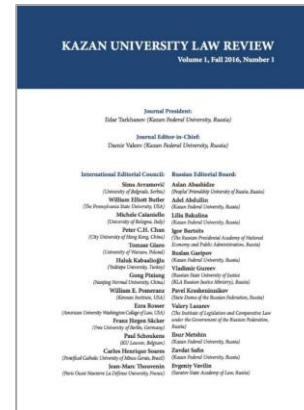 KAZAN UNIVERSITY LAW REVIEW
Volume 1, Fall 2016, Number 1
Journal President:
Edar Tarkhanov (Kazan Federal University, Russia)
Journal Editor-in-Chief:
Damir Valeev (Kazan Federal University, Russia)
International Editorial Council:
Sima Avramović
(University of Belgrade, Serbia)
William Elliott Butler
(The Pennsylvania State University, USA)
Michele Caianiello
(University of Bologna, Italy)
Peter C.H. Chan
(City University of Hong Kong, China)
Tomasz Giaro
(University of Warsaw, Poland)
Haluk Kabaalioğlu
(Yeditepe University, Turkey)
Gong Pixiang
(Nanjing Normal University, China)
William E. Pomeranz
(Kennan Institute, USA)
Ezra Rosser
(American University Washington College of Law, USA)
Franz Jürgen Säcker
(Free University of Berlin, Germany)
Paul Schoukens
(KU Leuven, Belgium)
Carlos Henrique Soares
(Pontifical Catholic University of Minas Gerais, Brazil)
Jean-Marc Thouvenin
(Paris Ouest Nanterre La Défense University, France)
Russian Editorial Board:
Aslan Abashidze
(Peoples' Friendship University of Russia, Russia)
Adel Abdullin
(Kazan Federal University, Russia)
Lilia Bakulina
(Kazan Federal University, Russia)
Igor Bartsits
(The Russian Presidential Academy of National
Economy and Public Administration, Russia)
Ruslan Garipov
(Kazan Federal University, Russia)
Vladimir Gureev
(Russian State University of Justice
(RLA Russian Justice Ministry), Russia)
Pavel Krasheninnikov
(State Duma of the Russian Federation, Russia)
Valery Lazarev
(The Institute of Legislation and Comparative Law
under the Government of the Russian Federation,
Russia)
Ildar
(Kazan Federal University, Russia)
Zavdat Safin
(Kazan Federal University, Russia)
Evgeniy Vavilin
(Saratov State Academy of Law, Russia)